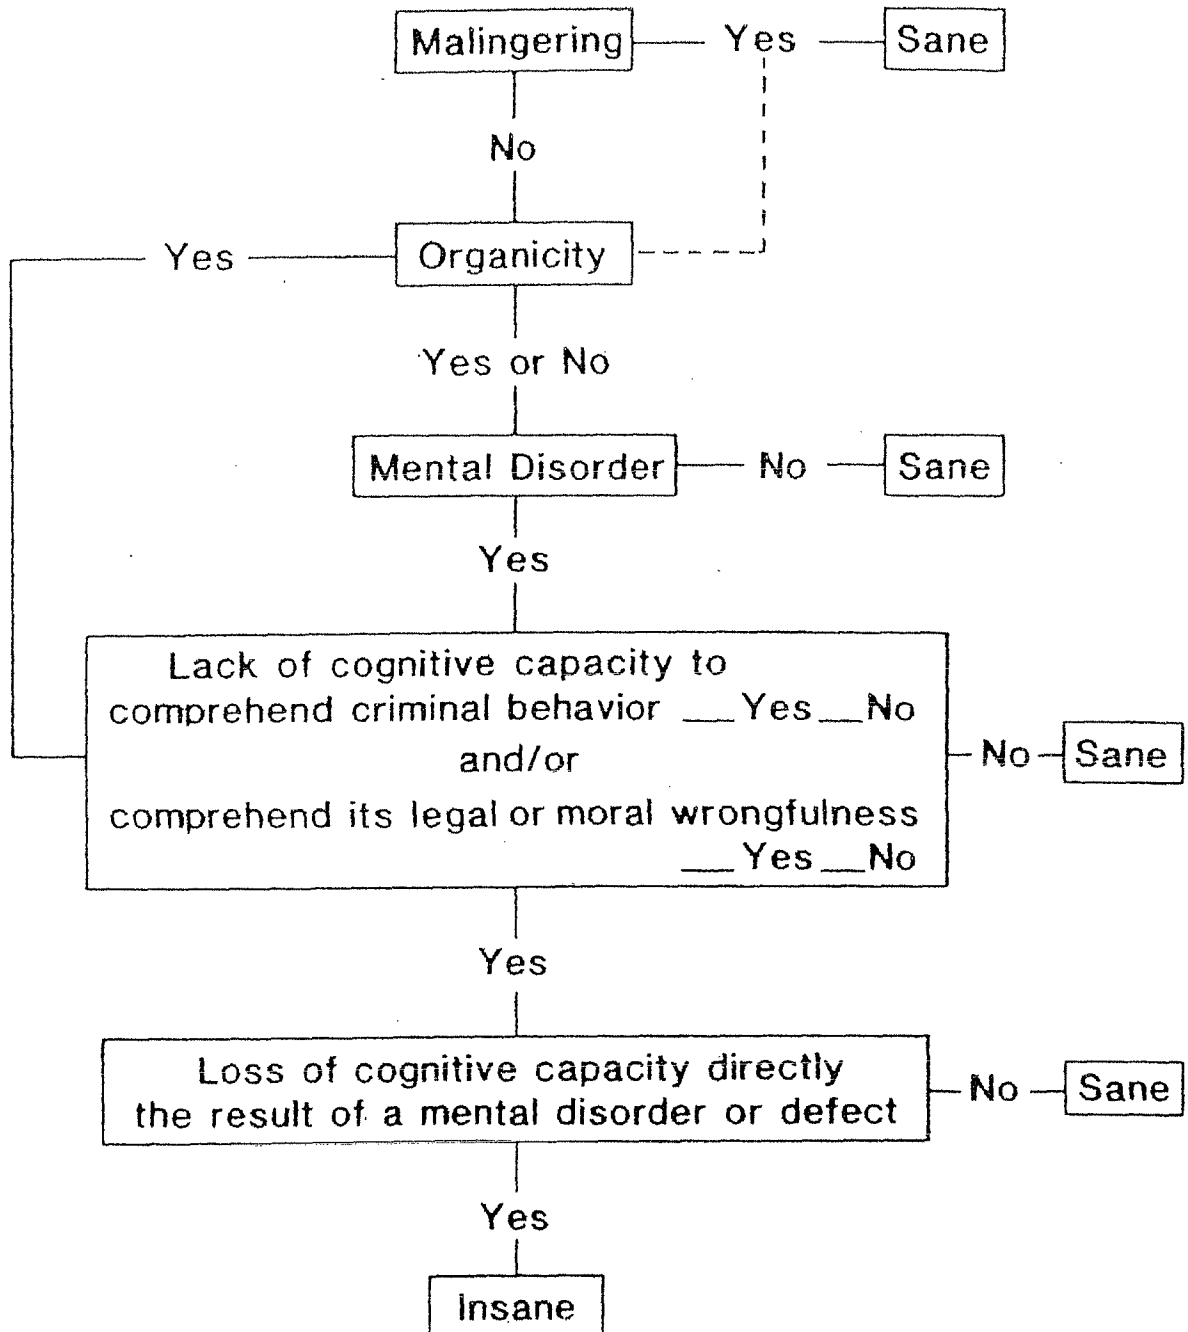 Malingering Yes Sane
No
Yes Organicity
Yes or No
Mental Disorder No Sane
Yes
Lack of cognitive capacity to
comprehend criminal behavior __Yes__No
and/or
No Sane
comprehend its legal or moral wrongfulness
__Yes__No
Yes
Loss of cognitive capacity directly
the result of a mental disorder or defect
No Sane
Yes
Insane